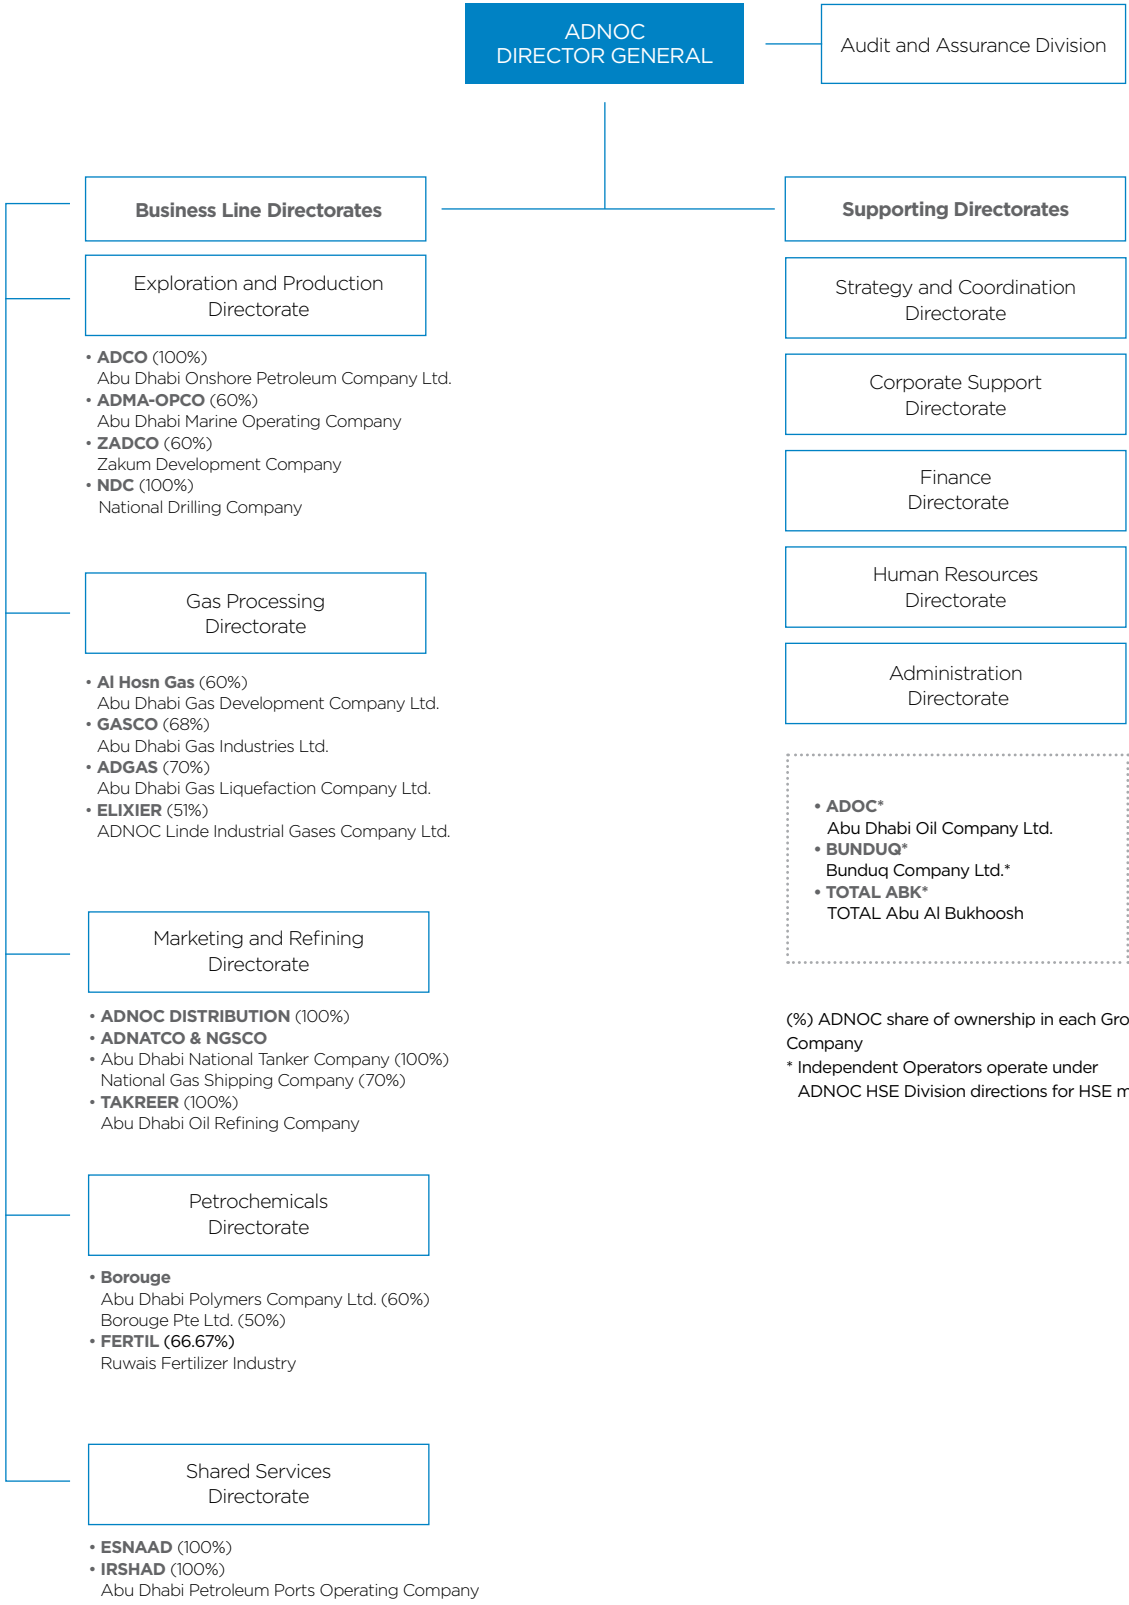 ADNOC
DIRECTOR GENERAL
Audit and Assurance Division
Business Line Directorates
Exploration and Production
Directorate
• ADCO (100%)
Abu Dhabi Onshore Petroleum Company Ltd.
• ADMA-OPCO (60%)
Abu Dhabi Marine Operating Company
• ZADCO (60%)
Zakum Development Company
• NDC (100%)
National Drilling Company
Gas Processing
Directorate
• Al Hosn Gas (60%)
Abu Dhabi Gas Development Company Ltd.
• GASCO (68%)
Abu Dhabi Gas Industries Ltd.
• ADGAS (70%)
Abu Dhabi Gas Liquefaction Company Ltd.
• ELIXIER (51%)
ADNOC Linde Industrial Gases Company Ltd.
Marketing and Refining
Directorate
• ADNOC DISTRIBUTION (100%)
• ADNATCO & NGSCO
• Abu Dhabi National Tanker Company (100%)
National Gas Shipping Company (70%)
• TAKREER (100%)
Abu Dhabi Oil Refining Company
Petrochemicals
Directorate
• Borouge
Abu Dhabi Polymers Company Ltd. (60%)
Borouge Pte Ltd. (50%)
• FERTIL (66.67%)
Ruwais Fertilizer Industry
Shared Services
Directorate
• ESNAAD (100%)
• IRSHAD (100%)
Abu Dhabi Petroleum Ports Operating Company
Supporting Directorates
Strategy and Coordination
Directorate
Corporate Support
Directorate
Finance
Directorate
Human Resources
Directorate
Administration
Directorate
• ADOC*
Abu Dhabi Oil Company Ltd.
• BUNDUQ*
Bunduq Company Ltd.*
• TOTAL ABK*
TOTAL Abu Al Bukhoosh
(%) ADNOC share of ownership in each Gro
Company
* Independent Operators operate under
ADNOC HSE Division directions for HSE m